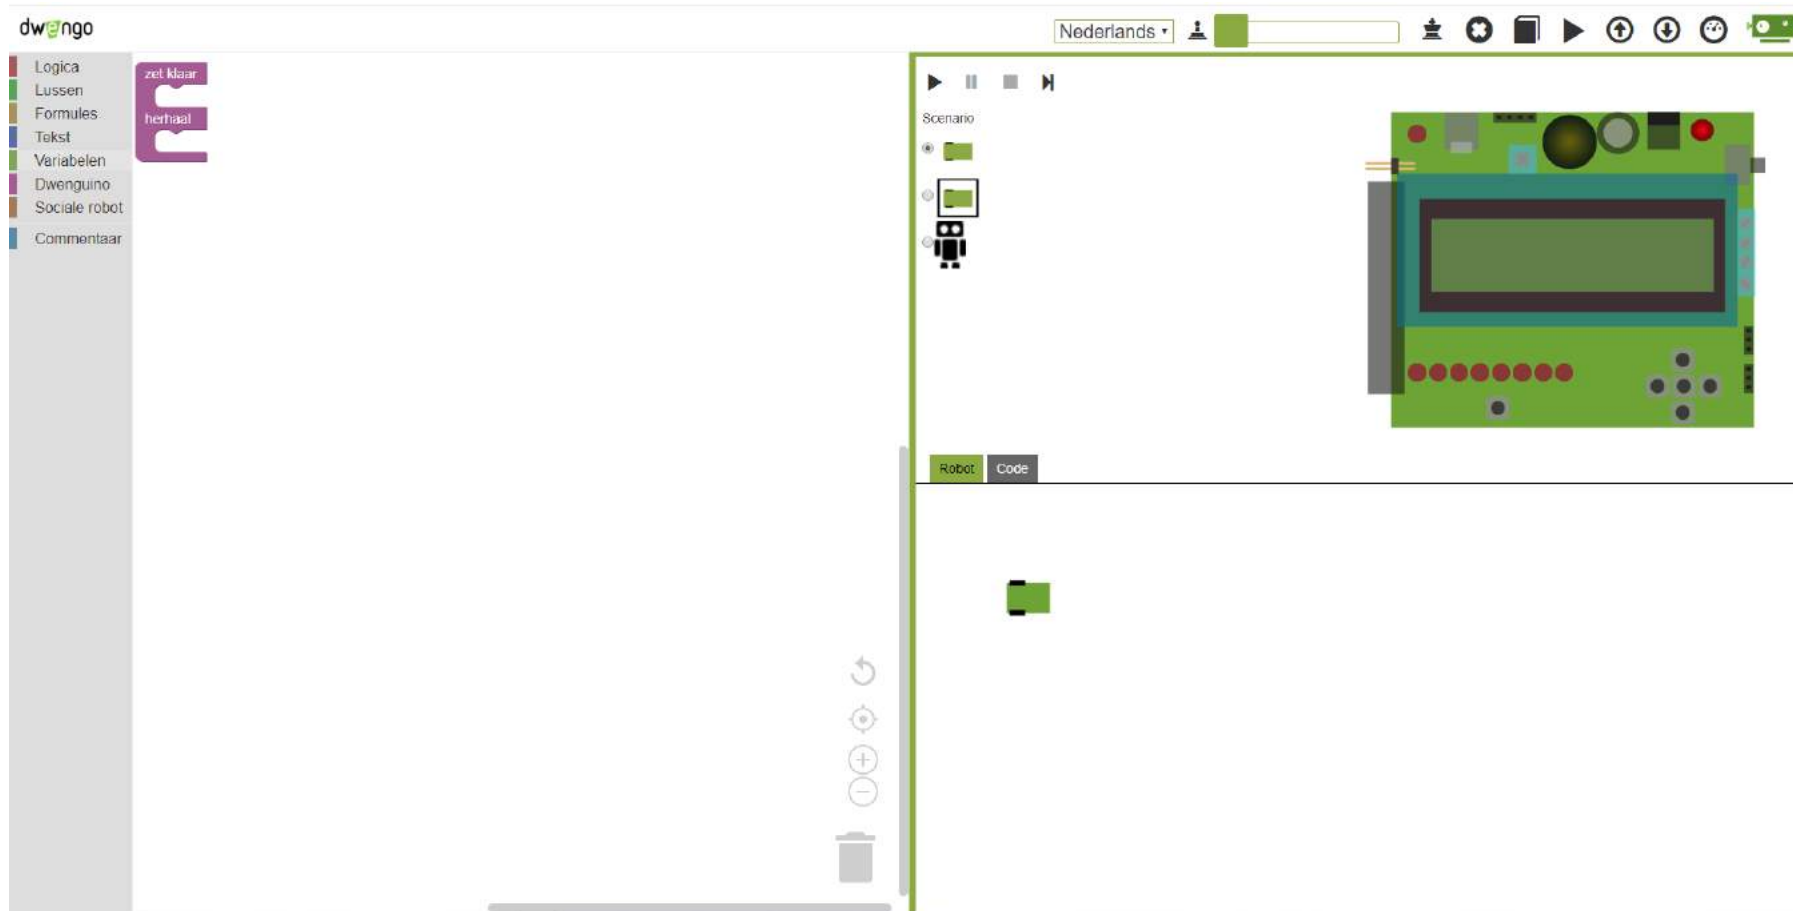 dwengo
Nederlands
Logica
Lussen
Formules
Tekst
Variabelen
Dwenguino
Sociale robot
Commentaar
zet klaar
herhaal
Scenario
Robot
Code